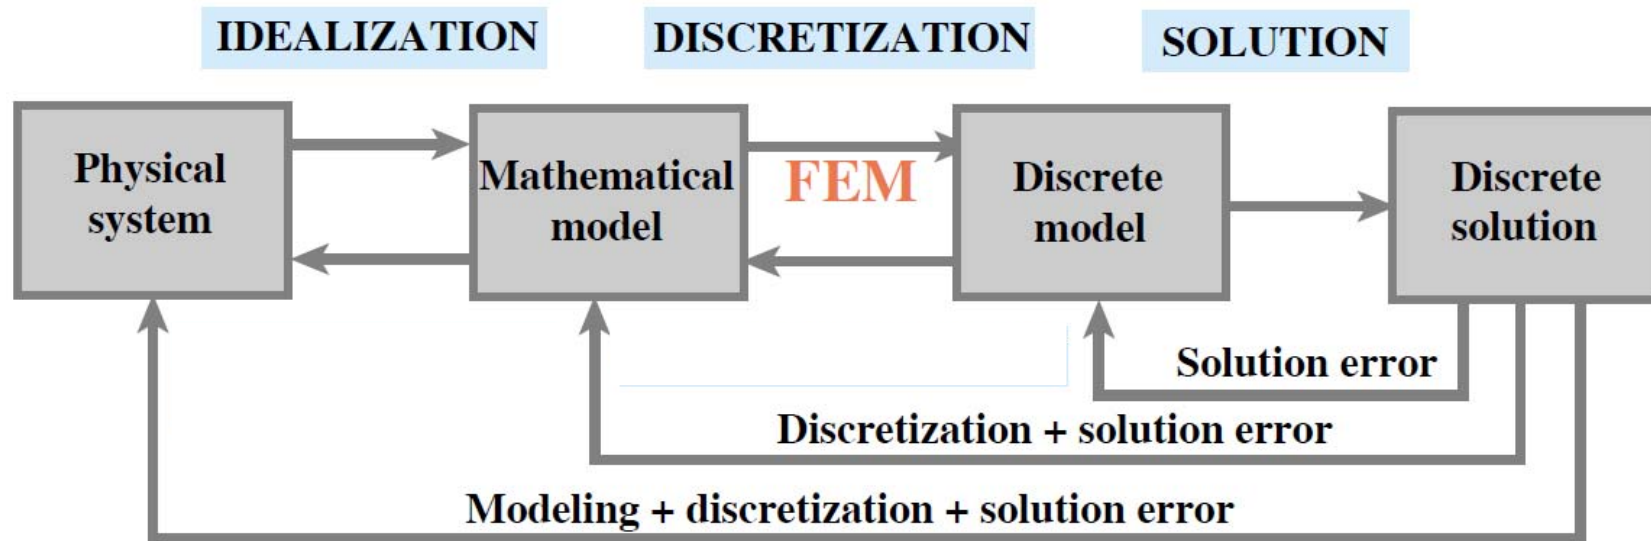 IDEALIZATION
DISCRETIZATION
SOLUTION
Physical
system
Mathematical
model
FEM
Discrete
model
Discrete
solution
Solution error
Discretization + solution error
Modeling + discretization + solution error